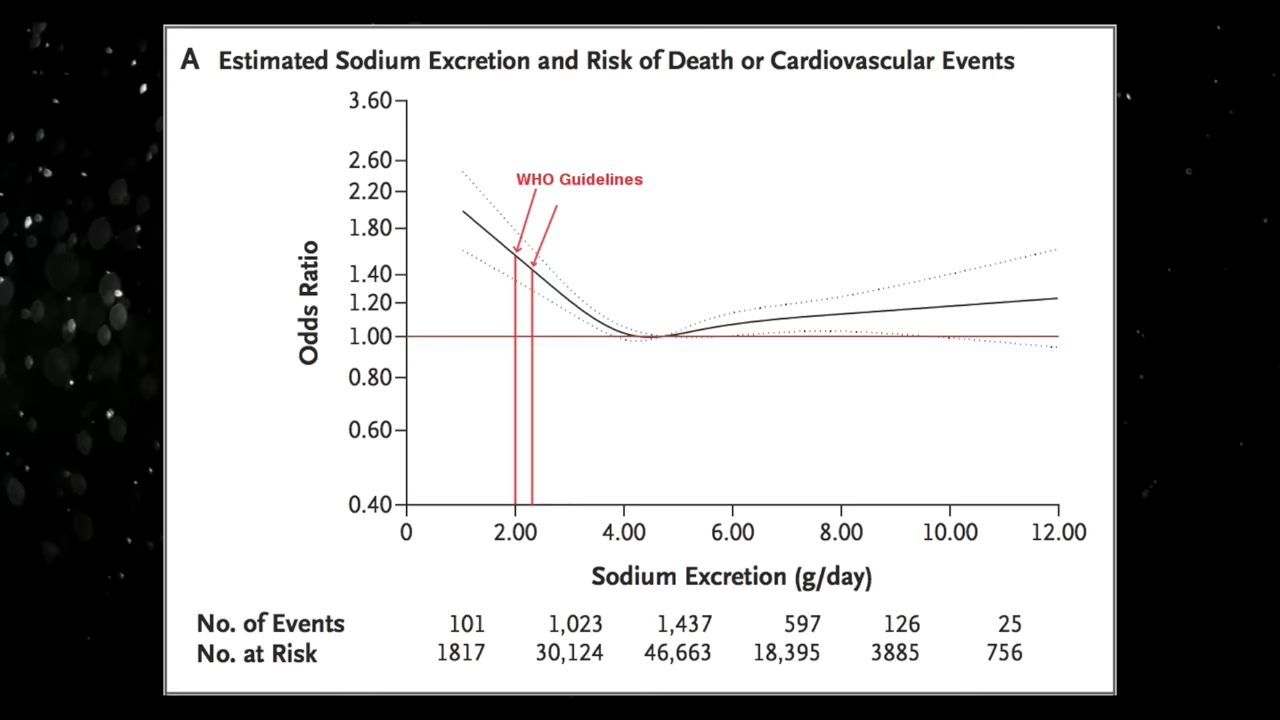 A Estimated Sodium Excretion and Risk of Death or Cardiovascular Events
3.60
2.60
2.20
1.80
1.40
1.20
1.00
0.80
0.60
0.40
Odds Ratio
WHO Guidelines
0 2.00 4.00 6.00 8.00 10.00 12.00
Sodium Excretion (g/day)
No. of Events 101 1,023 1,437 597 126 25
No. at Risk 1817 30,124 46,663 18,395 3885 756